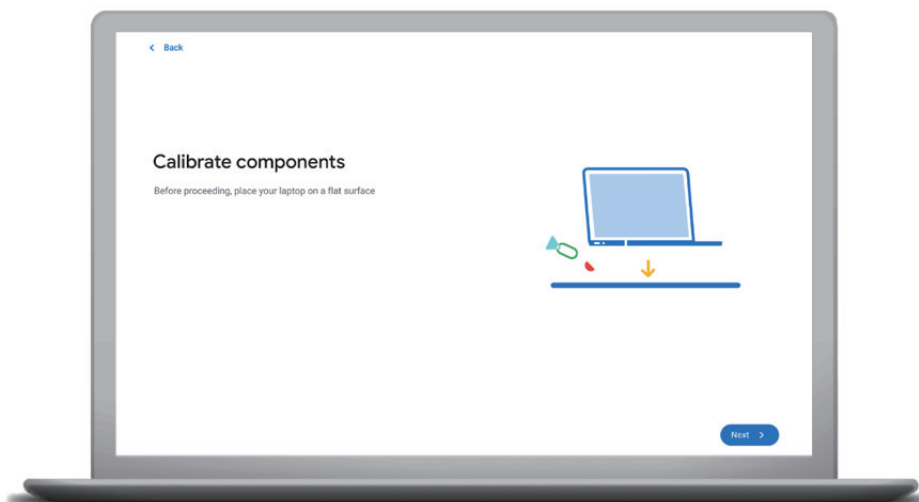 Back
Calibrate components
Before proceeding, place your laptop on a flat surface
Next